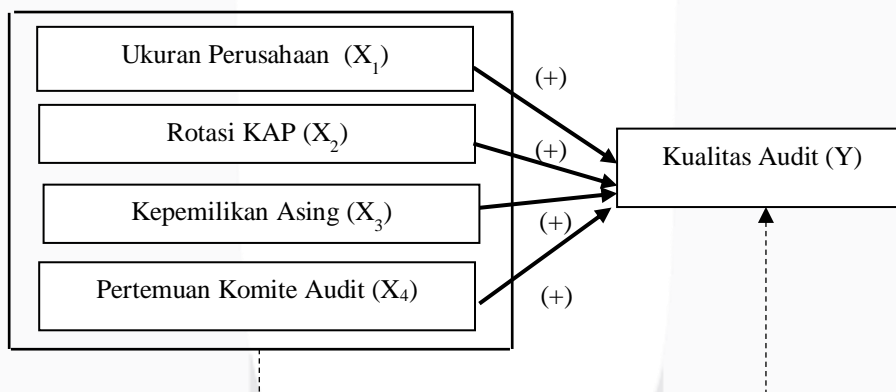 Ukuran Perusahaan (X1)
(+)
Rotasi KAP (X2)
(+)
Kualitas Audit (Y)
Kepemilikan Asing (X3)
(+)
Pertemuan Komite Audit (X4)
(+)